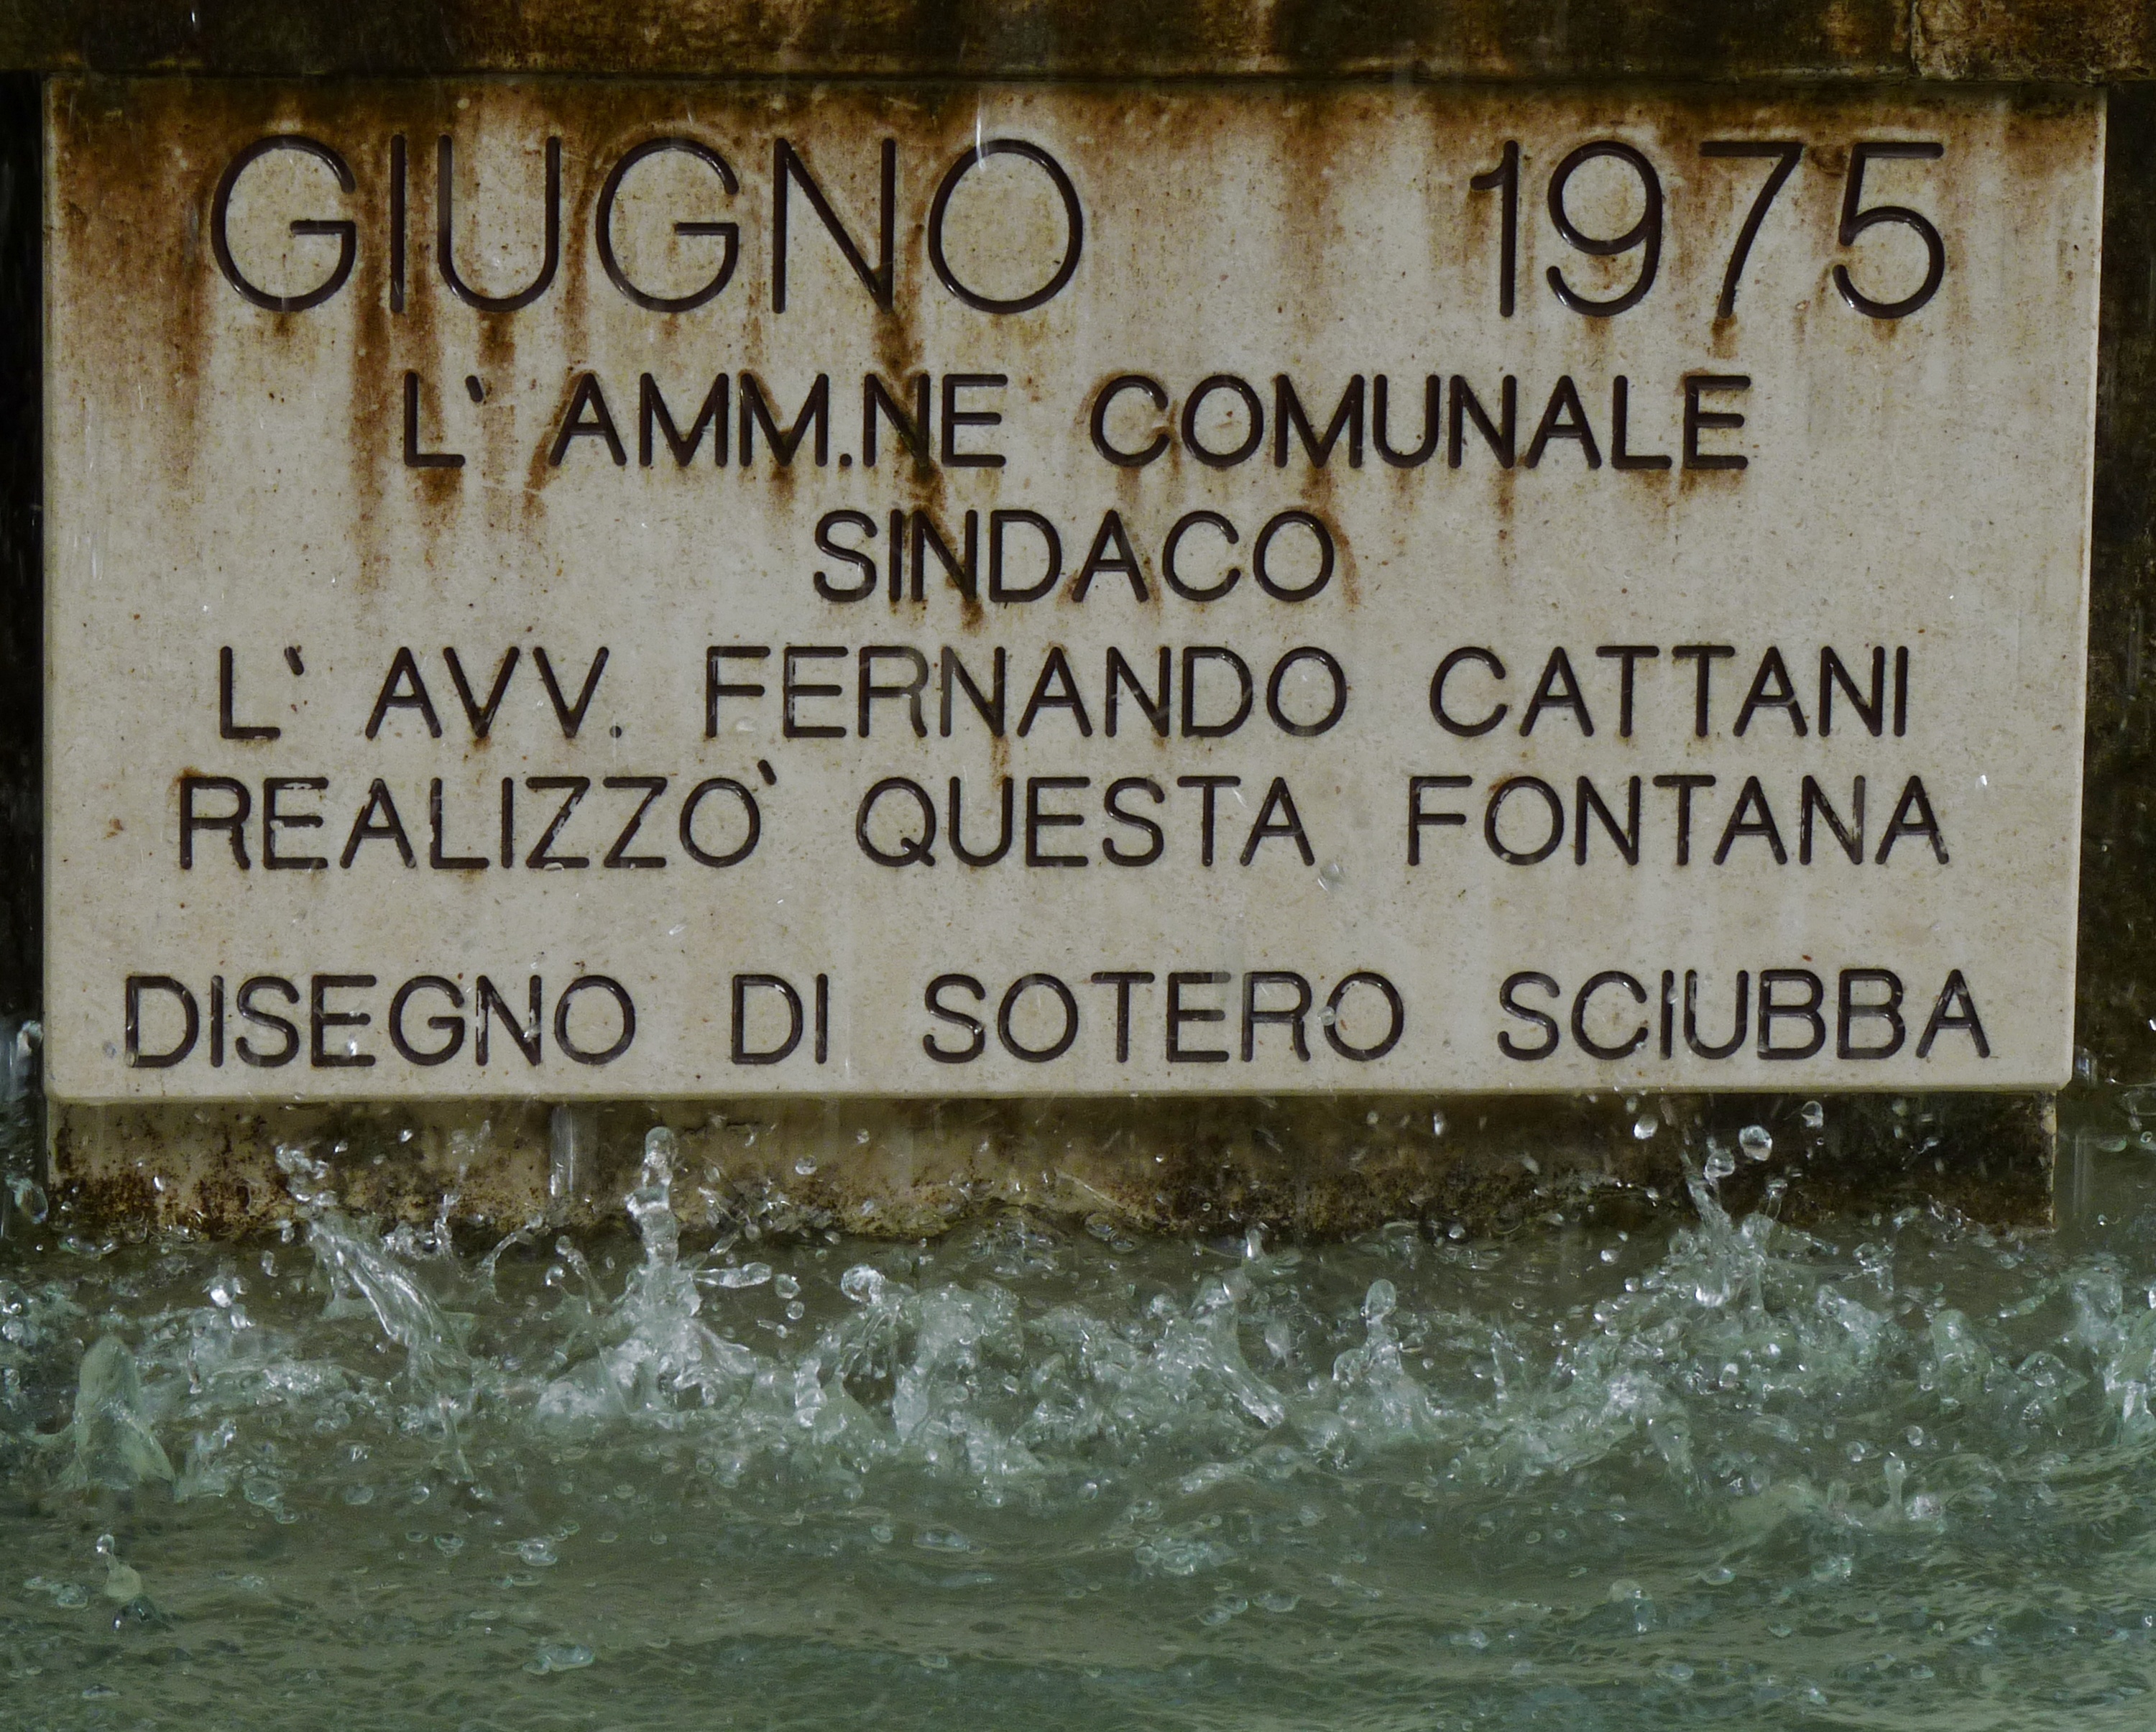 GIUGNO 1975
L' AMM.NE COMUNALE
SINDACO
L' AVV. FERNANDO CATTANI
REALIZZO' QUESTA FONTANA
DISEGNO DI SOTERO SCIUBBA